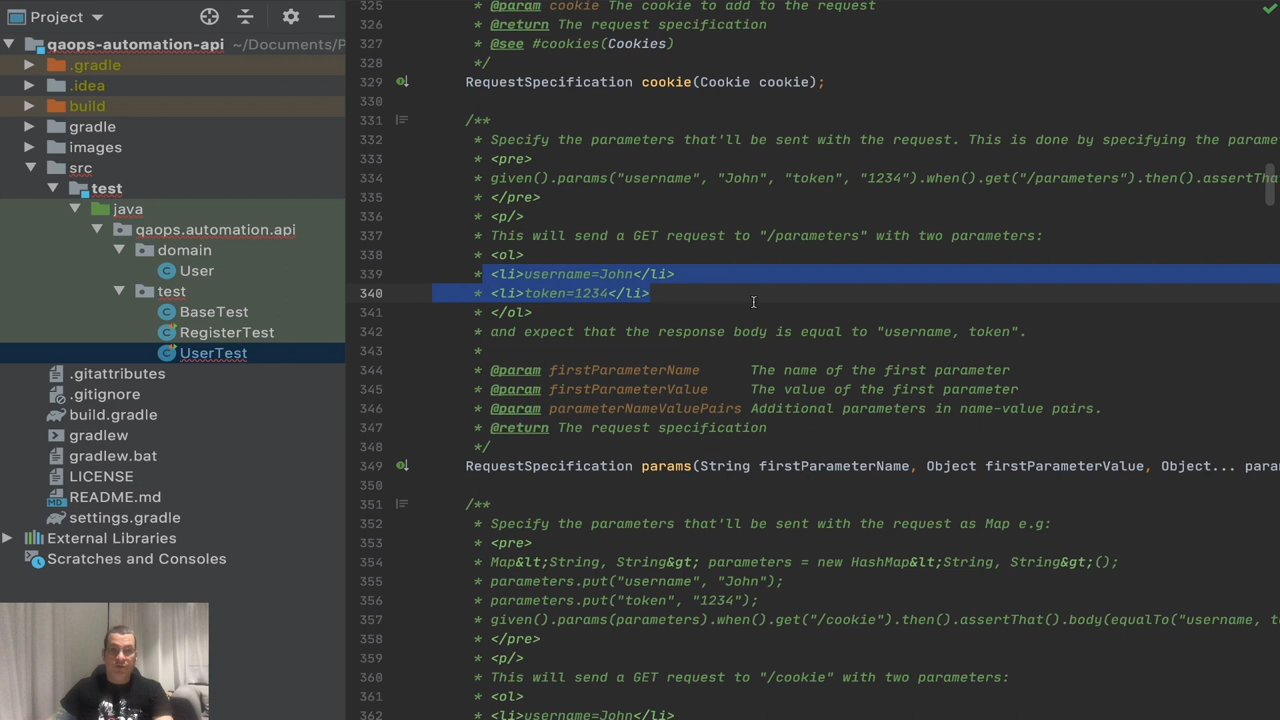 Project
qaops-automation-api ~/Documents/P
.gradle
.idea
build
gradle
images
src
test
java
qaops.automation.api
domain
User
test
BaseTest
RegisterTest
UserTest
.gitattributes
.gitignore
build.gradle
gradlew
gradlew.bat
LICENSE
README.md
settings.gradle
External Libraries
Scratches and Consoles
325 * @param cookie The cookie to add to the request
326 * @return The request specification
327 * @see #cookies(Cookies)
328 */
329 RequestSpecification cookie(Cookie cookie);
330
331 /**
332 * Specify the parameters that'll be sent with the request. This is done by specifying the parame
333 * <pre>
334 * given().params("username", "John", "token", "1234").when().get("/parameters").then().assertTha
335 * </pre>
336 * <p/>
337 * This will send a GET request to "/parameters" with two parameters:
338 * <ol>
339 * <li>username=John</li>
340 * <li>token=1234</li>
341 * </ol>
342 * and expect that the response body is equal to "username, token".
343 *
344 * @param firstParameterName The name of the first parameter
345 * @param firstParameterValue The value of the first parameter
346 * @param parameterNameValuePairs Additional parameters in name-value pairs.
347 * @return The request specification
348 */
349 RequestSpecification params(String firstParameterName, Object firstParameterValue, Object... para
350
351 /**
352 * Specify the parameters that'll be sent with the request as Map e.g:
353 * <pre>
354 * Map&lt;String, String&gt; parameters = new HashMap&lt;String, String&gt;();
355 * parameters.put("username", "John");
356 * parameters.put("token", "1234");
357 * given().params(parameters).when().get("/cookie").then().assertThat().body(equalTo("username, to
358 * </pre>
359 * <p/>
360 * This will send a GET request to "/cookie" with two parameters:
361 * <ol>
362 * <li>username=John</li>